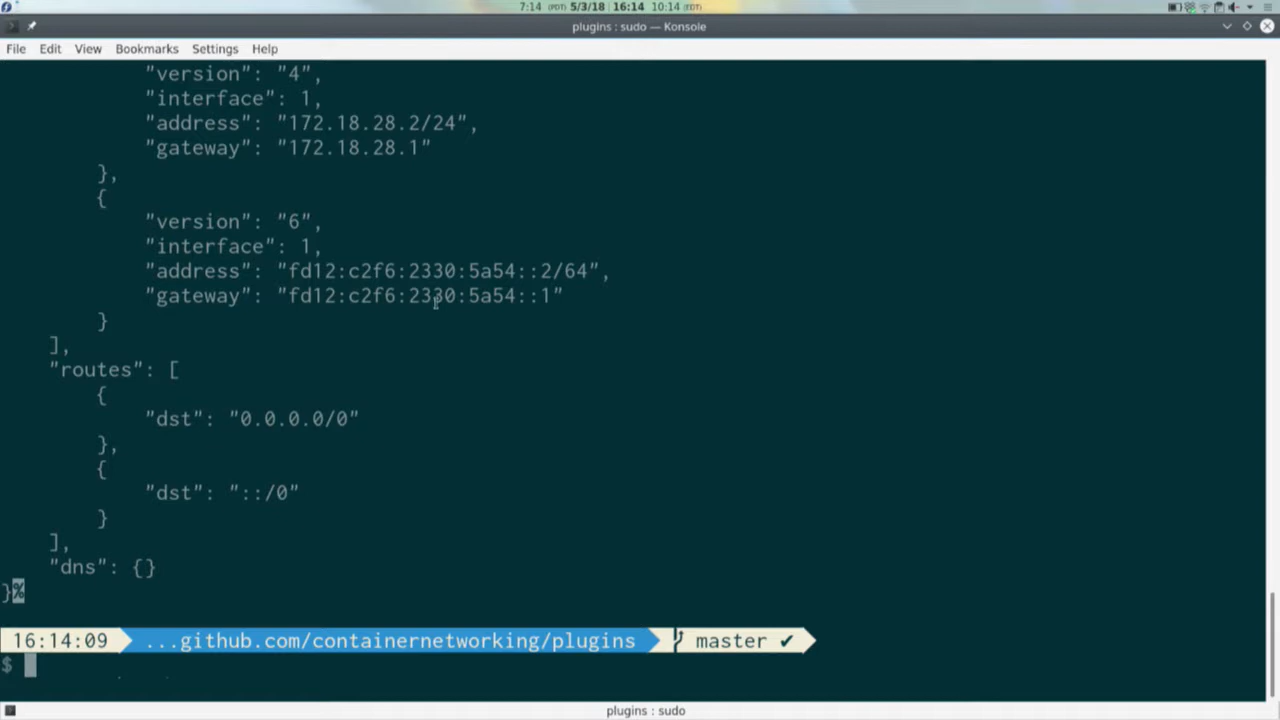 7:14 (PDT) 5/3/18 16:14 10:14 (EDT)
plugins : sudo — Konsole
File Edit View Bookmarks Settings Help
"version": "4",
"interface": 1,
"address": "172.18.28.2/24",
"gateway": "172.18.28.1"
},
{
"version": "6",
"interface": 1,
"address": "fd12:c2f6:2330:5a54::2/64",
"gateway": "fd12:c2f6:2330:5a54::1"
}
],
"routes": [
{
"dst": "0.0.0.0/0"
},
{
"dst": "::/0"
}
],
"dns": {}
}%
16:14:09 ...github.com/containernetworking/plugins master ✔
$
plugins : sudo